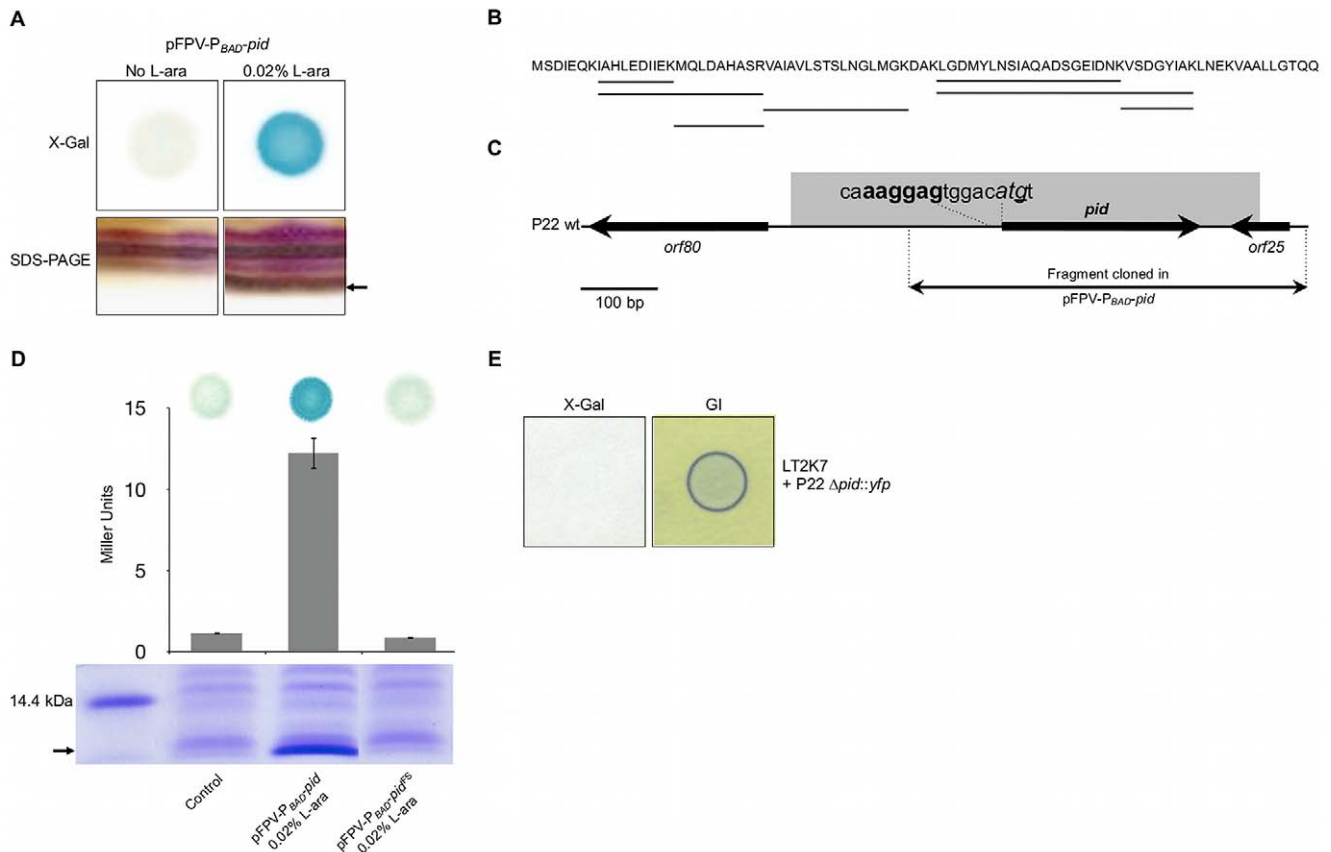 A
pFPV-PBAD-pid
No L-ara 0.02% L-ara
X-Gal
SDS-PAGE
B
MSDIEQKIAHLEDIIEKMQLDAHASRVAIAVLSTSLNGLMGKDAKLGDMYLNSIAQADSGEIDNKVSDGYIAKLNEKVAALLGTQQ
C
caaaggagtggacatgt
P22 wt
pid
orf80
orf25
100 bp
Fragment cloned in
pFPV-PBAD-pid
D
15
10
5
0
Miller Units
14.4 kDa
Control
pFPV-PBAD-pid
0.02% L-ara
pFPV-PBAD-pidFS
0.02% L-ara
E
X-Gal GI
LT2K7
+ P22 Δpid::yfp